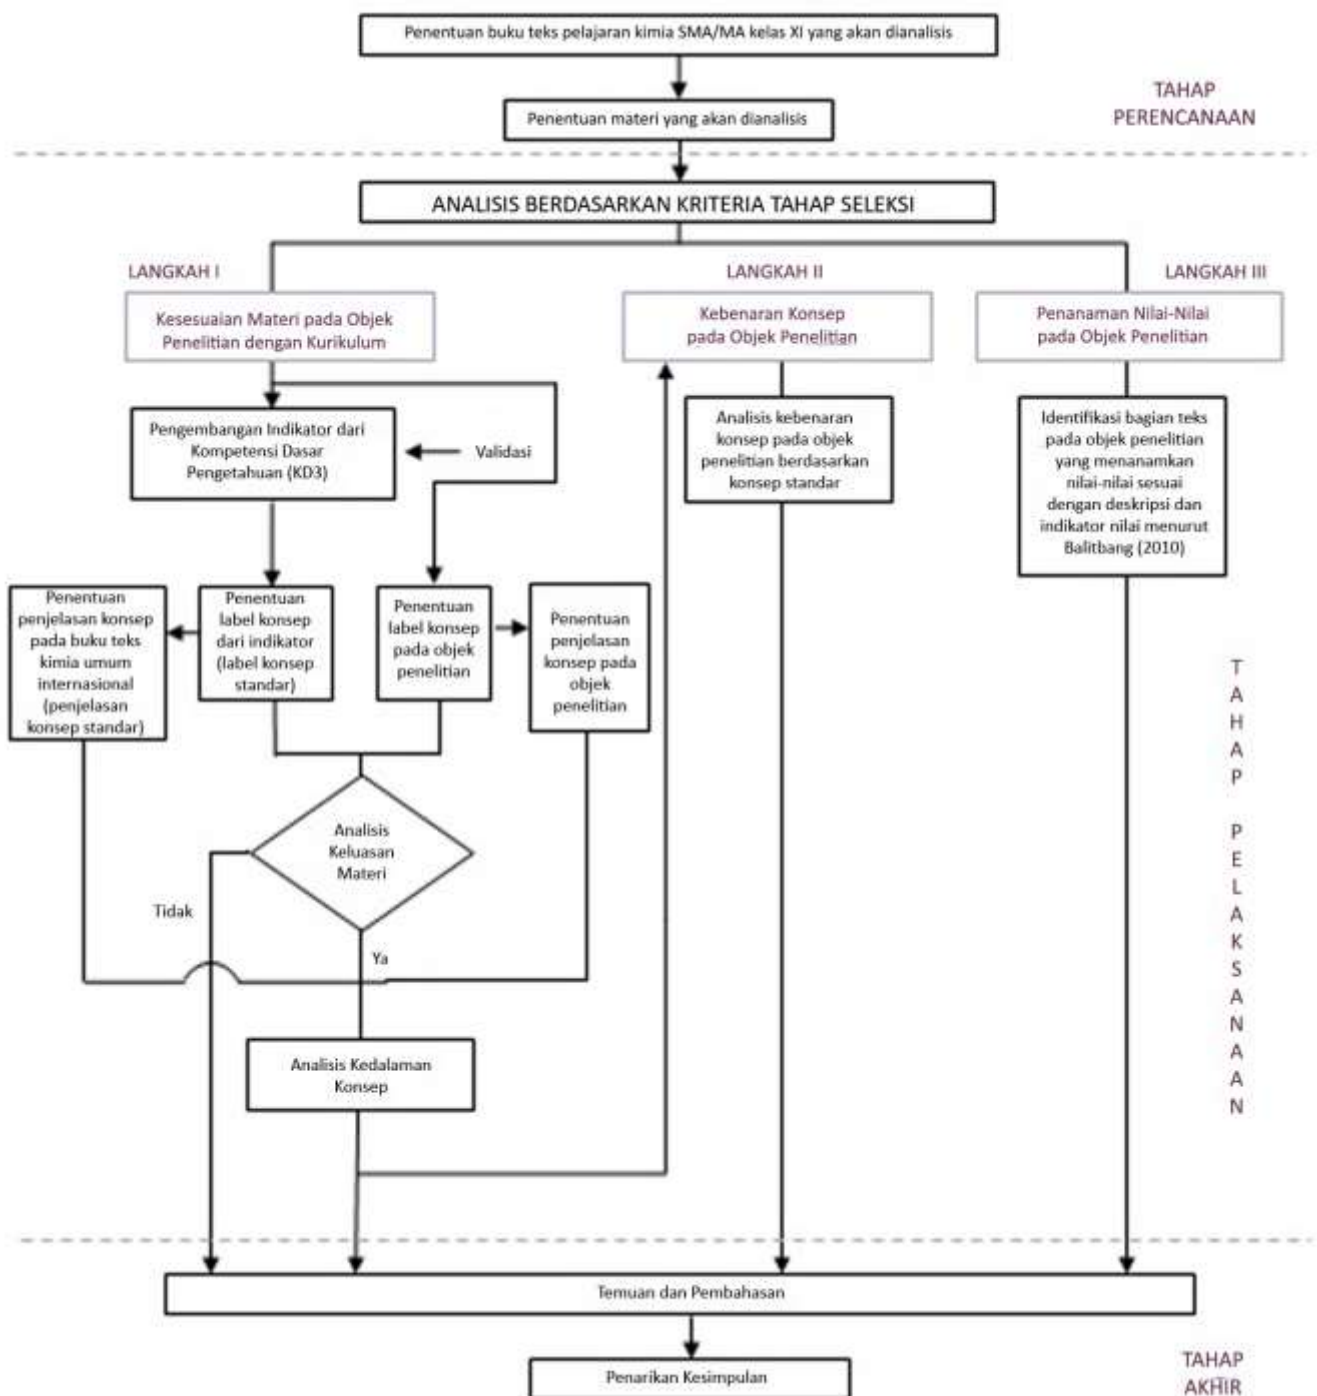 Penentuan buku teks pelajaran kimia SMA/MA kelas XI yang akan dianalisis
TAHAP
PERENCANAAN
Penentuan materi yang akan dianalisis
ANALISIS BERDASARKAN KRITERIA TAHAP SELEKSI
LANGKAH I
LANGKAH II
LANGKAH III
Kesesuaian Materi pada Objek
Penelitian dengan Kurikulum
Kebenaran Konsep
pada Objek Penelitian
Penanaman Nilai-Nilai
pada Objek Penelitian
Pengembangan Indikator dari
Kompetensi Dasar
Pengetahuan (KD3)
Validasi
Analisis kebenaran
konsep pada objek
penelitian berdasarkan
konsep standar
Identifikasi bagian teks
pada objek penelitian
yang menanamkan
nilai-nilai sesuai
dengan deskripsi dan
indikator nilai menurut
Balitbang (2010)
Penentuan
penjelasan konsep
pada buku teks
kimia umum
internasional
(penjelasan
konsep standar)
Penentuan
label konsep
dari indikator
(label konsep
standar)
Penentuan
label konsep
pada objek
penelitian
Penentuan
penjelasan
konsep pada
objek
penelitian
TAHAP PELAKSANAAN
Analisis
Keluasan
Materi
Tidak
Ya
Analisis Kedalaman
Konsep
Temuan dan Pembahasan
Penarikan Kesimpulan
TAHAP
AKHIR